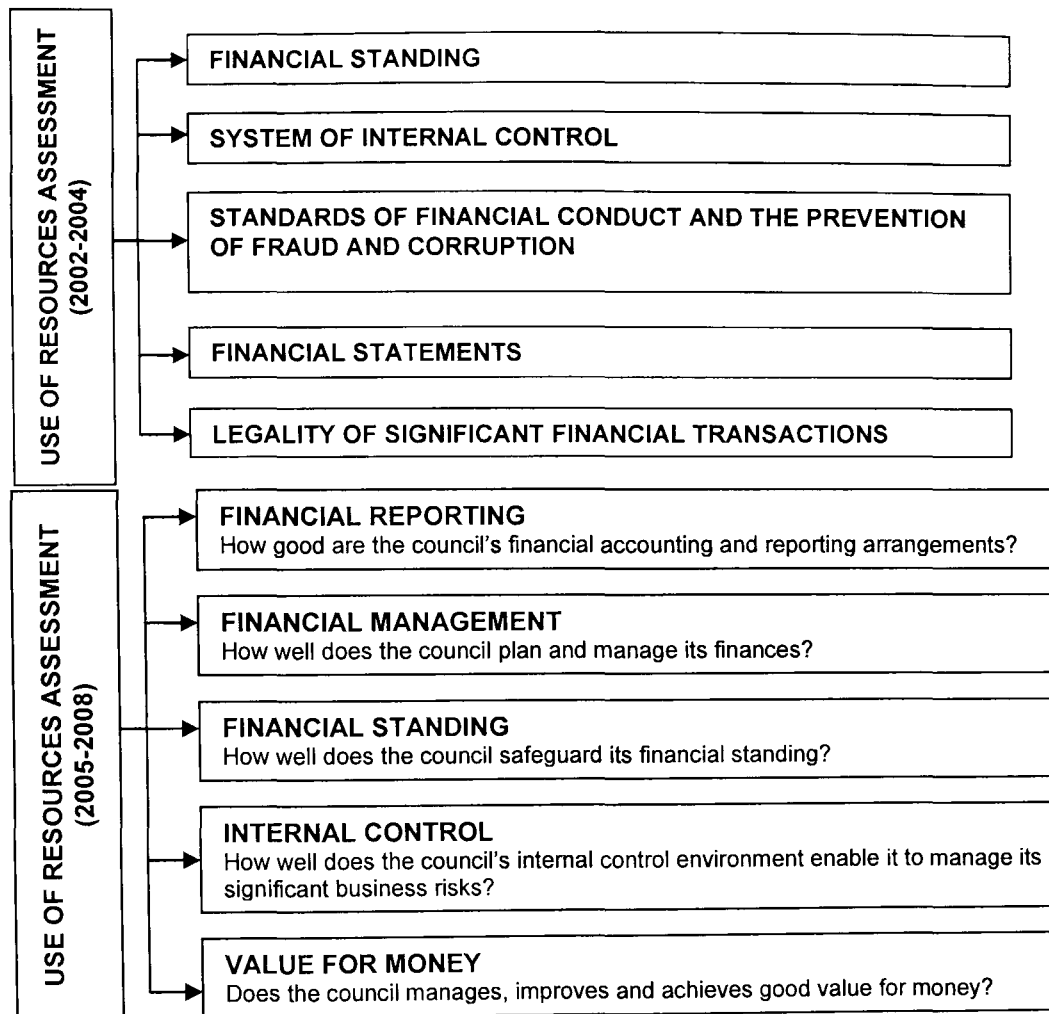 USE OF RESOURCES ASSESSMENT
(2002-2004)
FINANCIAL STANDING
SYSTEM OF INTERNAL CONTROL
STANDARDS OF FINANCIAL CONDUCT AND THE PREVENTION
OF FRAUD AND CORRUPTION
FINANCIAL STATEMENTS
LEGALITY OF SIGNIFICANT FINANCIAL TRANSACTIONS
USE OF RESOURCES ASSESSMENT
(2005-2008)
FINANCIAL REPORTING
How good are the council's financial accounting and reporting arrangements?
FINANCIAL MANAGEMENT
How well does the council plan and manage its finances?
FINANCIAL STANDING
How well does the council safeguard its financial standing?
INTERNAL CONTROL
How well does the council's internal control environment enable it to manage its
significant business risks?
VALUE FOR MONEY
Does the council manages, improves and achieves good value for money?